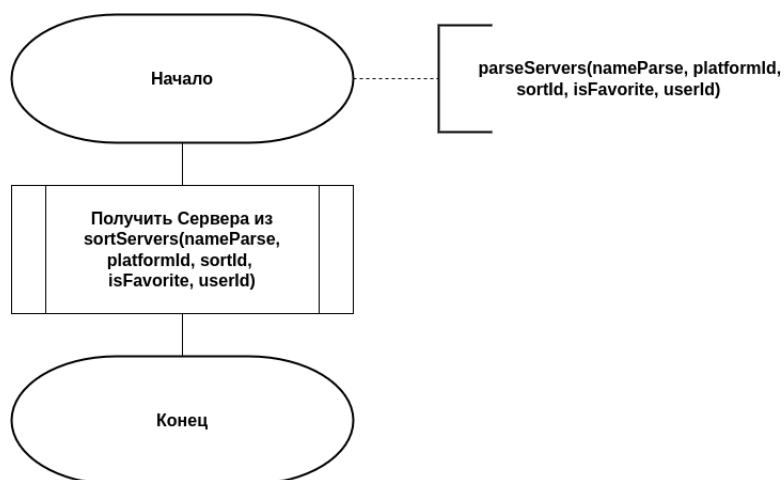 Начало
parseServers(nameParse, platformId,
sortId, isFavorite, userId)
Получить Сервера из
sortServers(nameParse,
platformId, sortId,
isFavorite, userId)
Конец